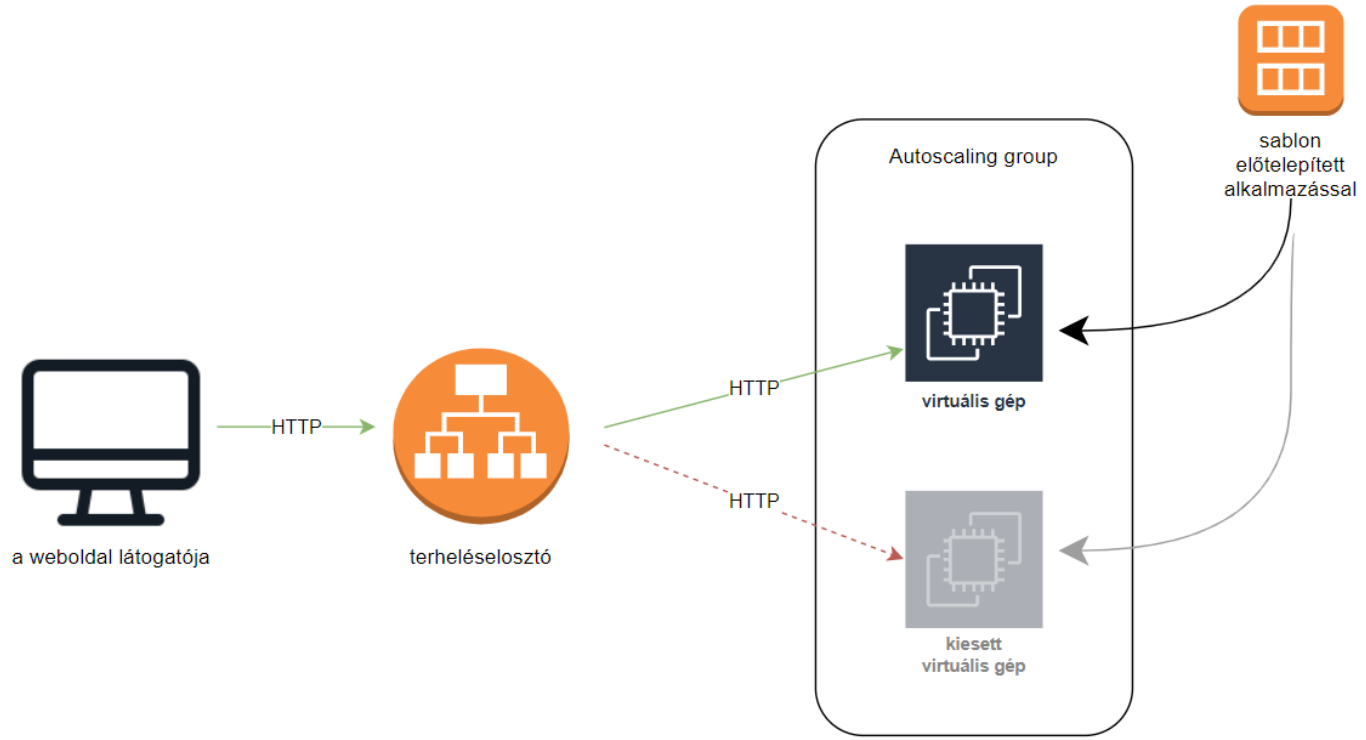 sablon
előtelepített
alkalmazással
Autoscaling group
HTTP
virtuális gép
HTTP
HTTP
a weboldal látogatója
terheléselosztó
kiesett
virtuális gép